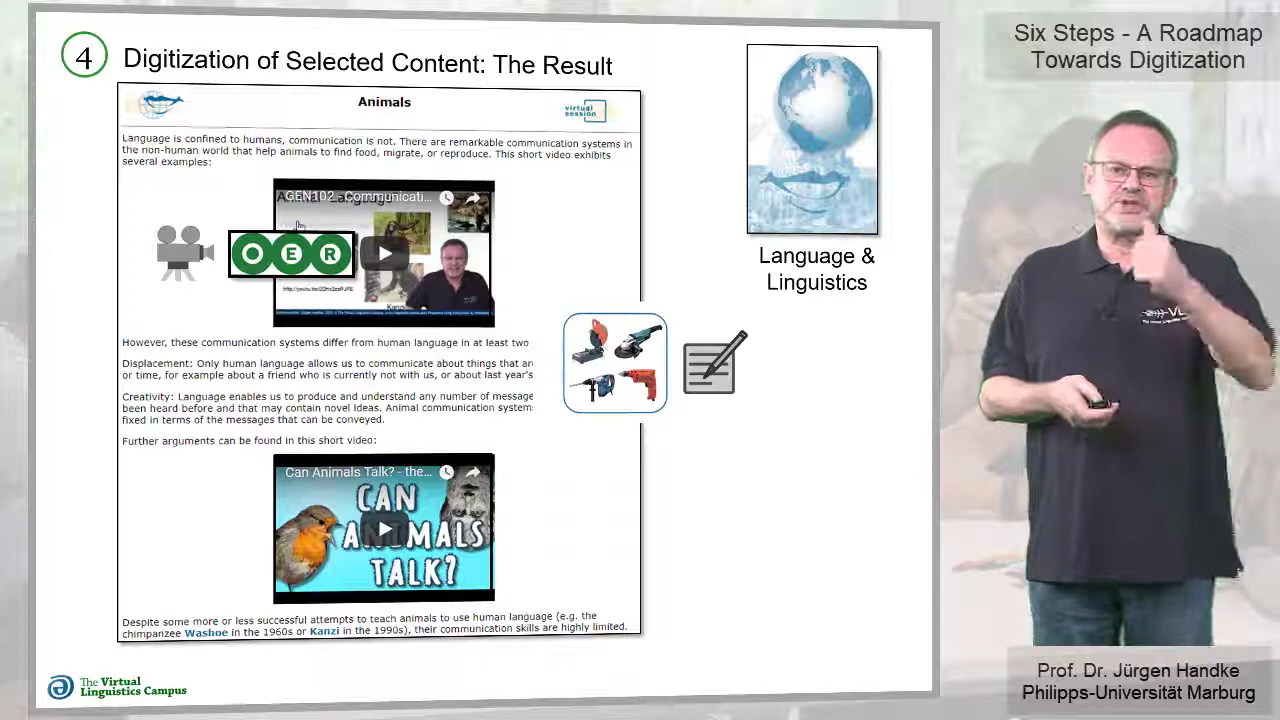 4
Digitization of Selected Content: The Result
Six Steps - A Roadmap
Towards Digitization
Animals
virtual
session
Language is confined to humans, communication is not. There are remarkable communication systems in
the non-human world that help animals to find food, migrate, or reproduce. This short video exhibits
several examples:
GEN102 - Communicati...
OER
However, these communication systems differ from human language in at least two
Displacement: Only human language allows us to communicate about things that
or time, for example about a friend who is currently not with us, or about last year's
Creativity: Language enables us to produce and understand any number of
been heard before and that may contain novel ideas. Animal communication
fixed in terms of the messages that can be conveyed.
Further arguments can be found in this short video:
Can Animals Talk? - the...
CAN
ANIMALS
TALK?
Despite some more or less successful attempts to teach animals to use human language (e.g. the
chimpanzee Washoe in the 1960s or Kanzi in the 1990s), their communication skills are highly limited.
Language &
Linguistics
VL
The Virtual
Linguistics Campus
Prof. Dr. Jürgen Handke
Philipps-Universität Marburg